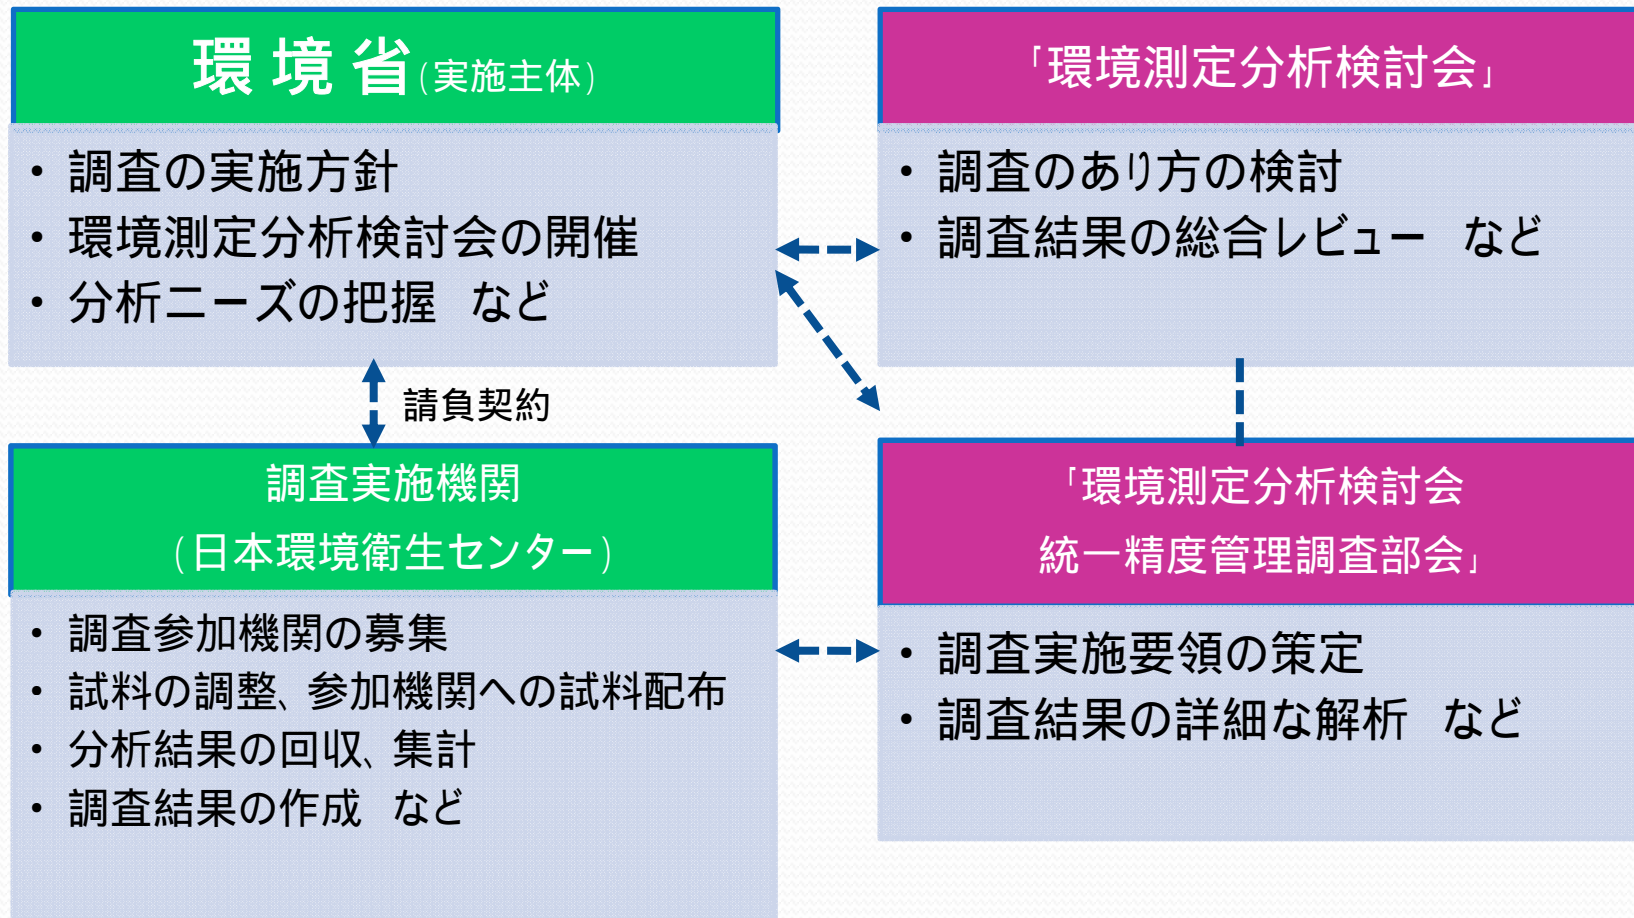 環境省(実施主体)
・調査の実施方針
・環境測定分析検討会の開催
・分析ニーズの把握　など
「環境測定分析検討会」
・調査のあり方の検討
・調査結果の総合レビュー　など
請負契約
調査実施機関
(日本環境衛生センター)
・調査参加機関の募集
・試料の調整、参加機関への試料配布
・分析結果の回収、集計
・調査結果の作成　など
「環境測定分析検討会
統一精度管理調査部会」
・調査実施要領の策定
・調査結果の詳細な解析　など